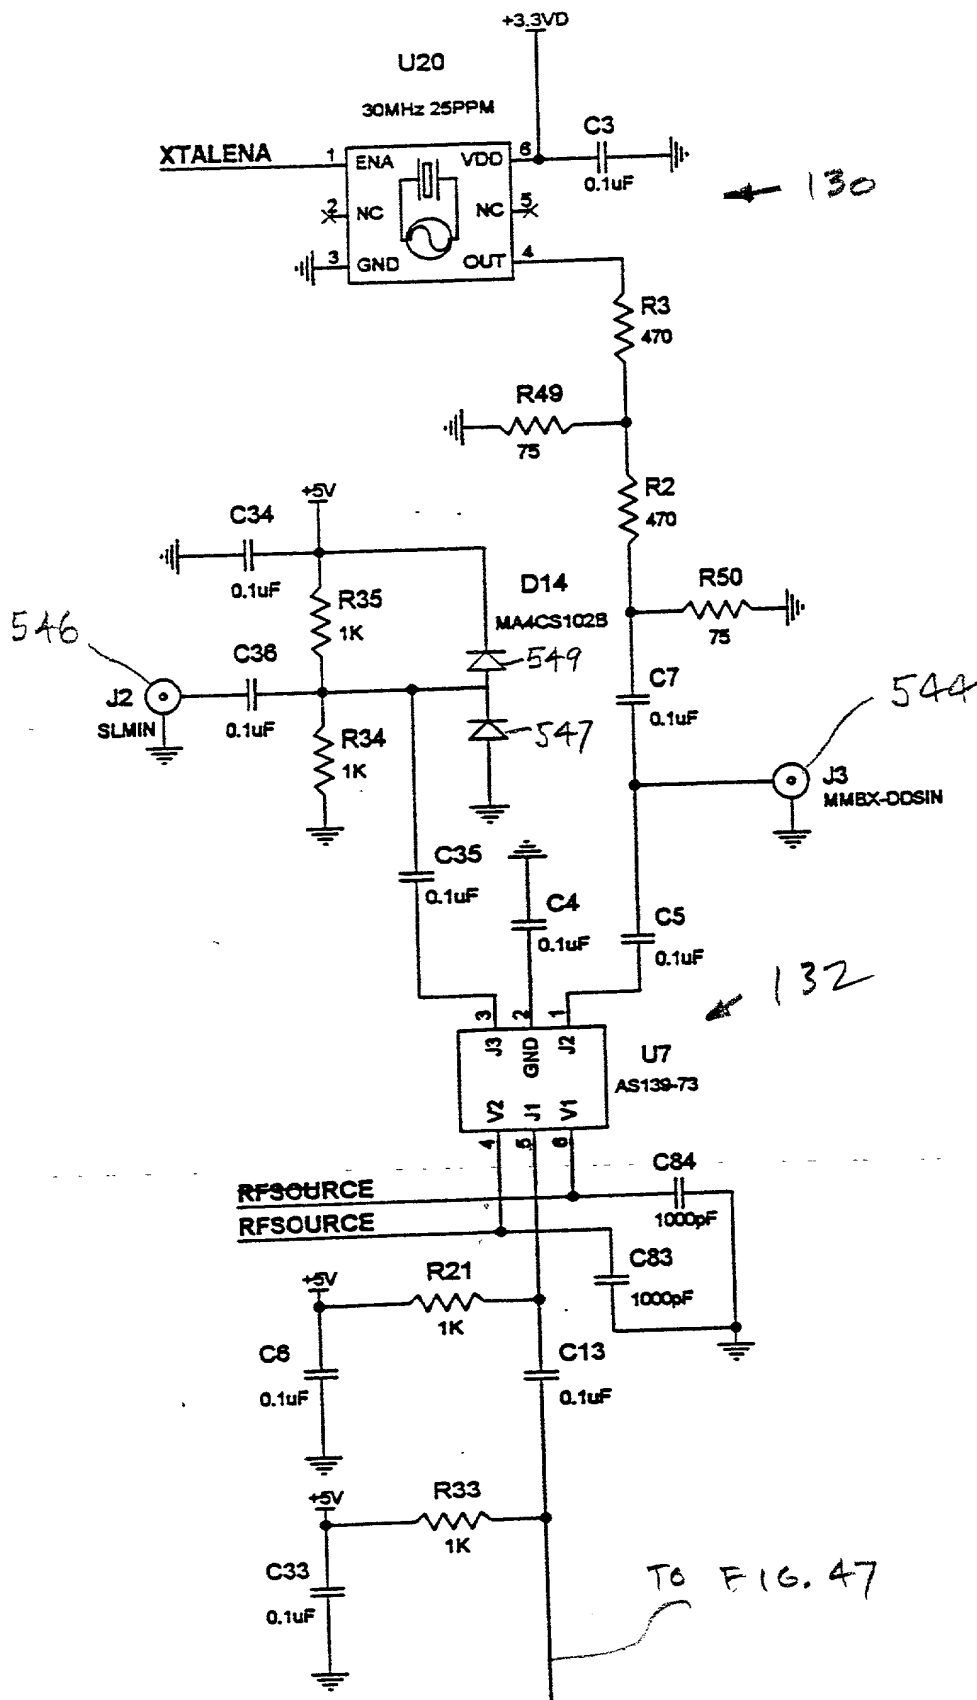 +3.3VD
U20
30MHz 25PPM
C3
0.1uF
XTALENA
1
ENA
VDD
6
2
NC
NC
5
3
GND
OUT
4
130
R3
470
R49
75
R2
470
+5V
C34
0.1uF
R35
1K
D14
MA4CS102B
R50
75
546
549
C36
0.1uF
J2
SLMIN
C7
0.1uF
544
R34
1K
547
J3
MMBX-DDSIN
C35
0.1uF
C4
0.1uF
C5
0.1uF
132
3
2
1
J3
GND
J2
U7
AS139-73
V2
J1
V1
4
5
6
RFSOURCE
C84
1000pF
RFSOURCE
C83
1000pF
+5V
R21
1K
C6
0.1uF
C13
0.1uF
+5V
R33
1K
C33
0.1uF
TO FIG. 47